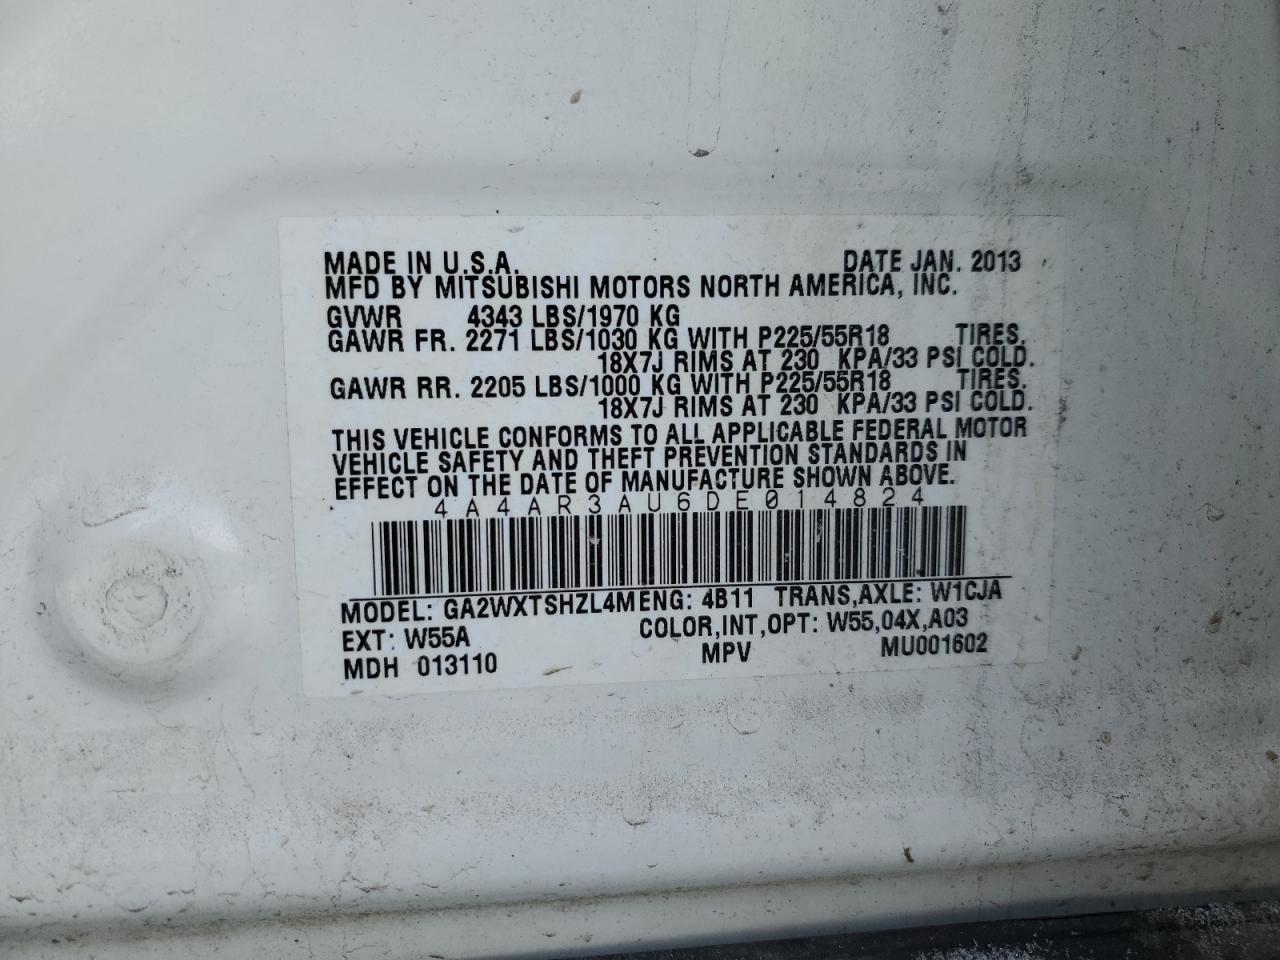 MADE IN U.S.A. DATE JAN. 2013
MFD BY MITSUBISHI MOTORS NORTH AMERICA, INC.
GVWR 4343 LBS/1970 KG
GAWR FR. 2271 LBS/1030 KG WITH P225/55R18 TIRES,
18X7J RIMS AT 230 KPA/33 PSI COLD.
GAWR RR. 2205 LBS/1000 KG WITH P225/55R18 TIRES,
18X7J RIMS AT 230 KPA/33 PSI COLD.
THIS VEHICLE CONFORMS TO ALL APPLICABLE FEDERAL MOTOR
VEHICLE SAFETY AND THEFT PREVENTION STANDARDS IN
EFFECT ON THE DATE OF MANUFACTURE SHOWN ABOVE.
4A4AR3AU6DE014824
MODEL: GA2WXTSHZL4M ENG: 4B11 TRANS,AXLE: W1CJA
EXT: W55A COLOR,INT,OPT: W55,04X,A03
MDH 013110 MPV MU001602